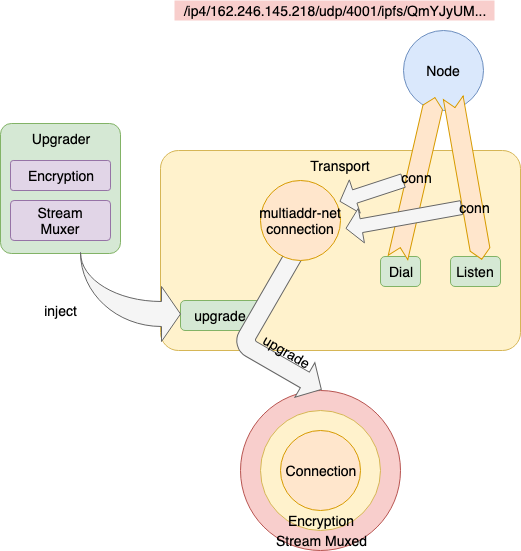 /ip4/162.246.145.218/udp/4001/ipfs/QmYJyUM...
Node
Upgrader
Encryption
Stream
Muxer
Transport
conn
conn
multiaddr-net
connection
Dial
Listen
inject
upgrade
upgrade
Connection
Encryption
Stream Muxed